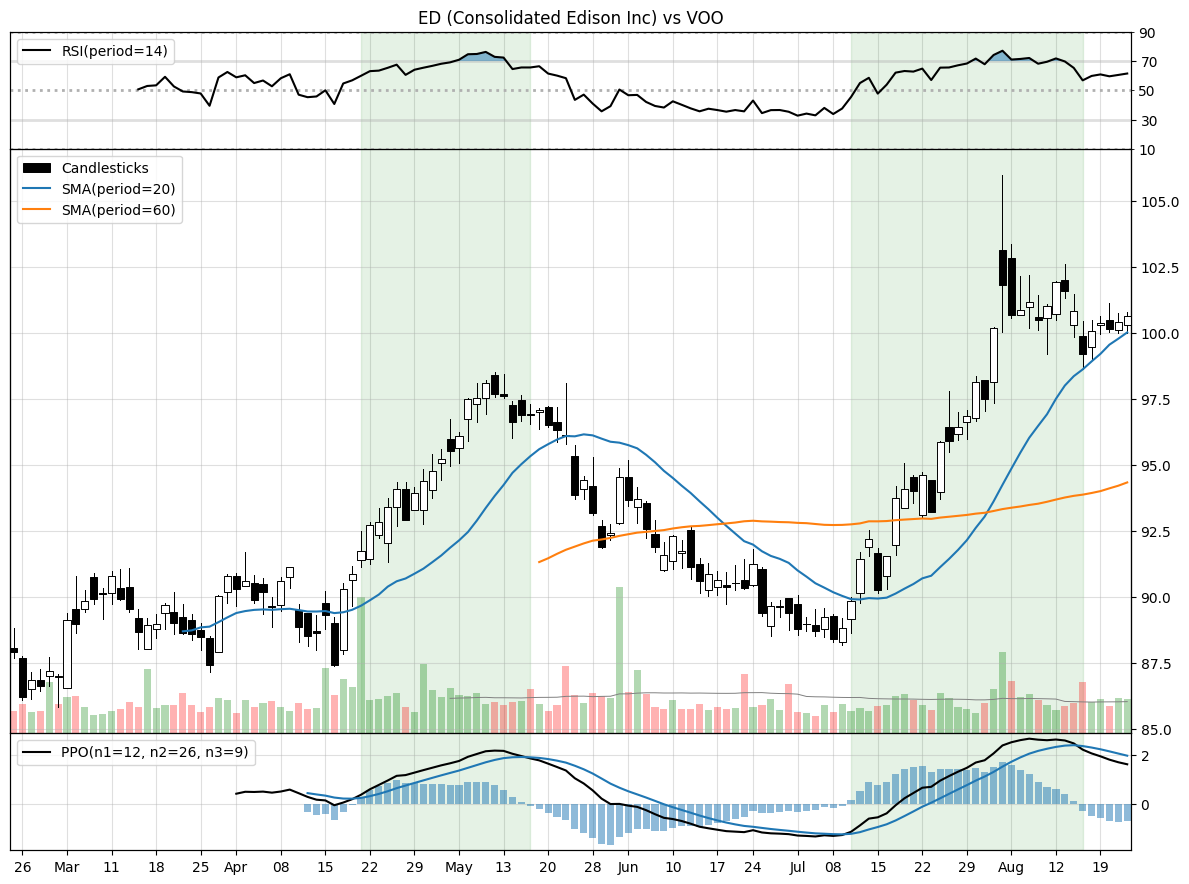 ED (Consolidated Edison Inc) vs VOO
RSI(period=14)
90
70
50
30
10
Candlesticks
SMA(period=20)
SMA(period=60)
105.0
102.5
100.0
97.5
95.0
92.5
90.0
87.5
85.0
PPO(n1=12, n2=26, n3=9)
2
0
26 Mar 11 18 25 Apr 08 15 22 29 May 13 20 28 Jun 10 17 24 Jul 08 15 22 29 Aug 12 19